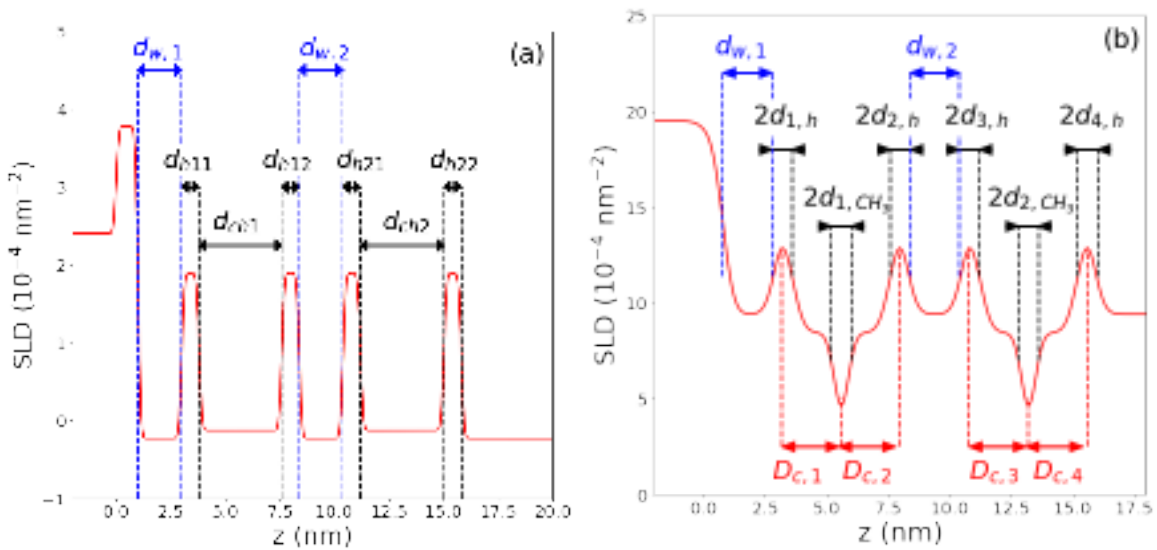 (a)
d_w,1
d_w,2
d_h11
d_h12
d_h21
d_h22
d_ch1
d_ch2
SLD (10⁻⁴ nm⁻²)
5
4
3
2
1
0
−1
0.0 2.5 5.0 7.5 10.0 12.5 15.0 17.5 20.0
z (nm)
(b)
d_w,1
d_w,2
2d_1,h
2d_2,h
2d_3,h
2d_4,h
2d_1,CH₃
2d_2,CH₃
D_c,1
D_c,2
D_c,3
D_c,4
SLD (10⁻⁴ nm⁻²)
25
20
15
10
5
0
0.0 2.5 5.0 7.5 10.0 12.5 15.0 17.5
z (nm)